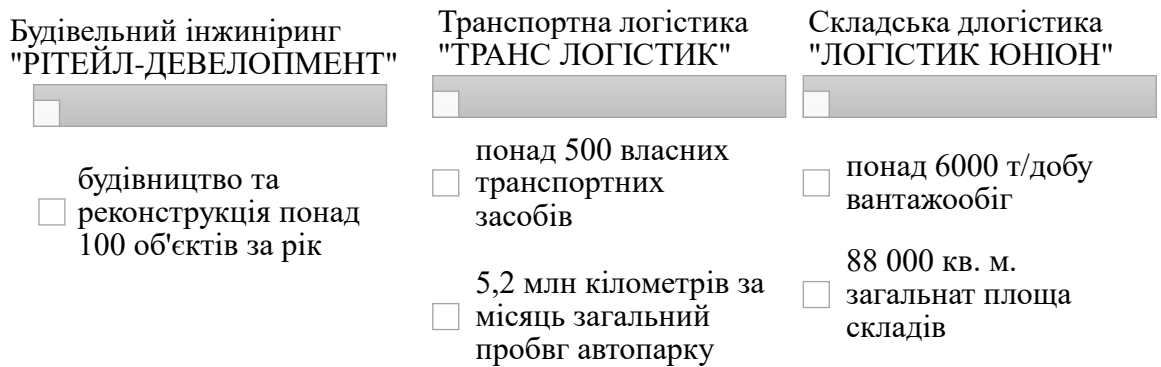 Будівельний інжиніринг
"РІТЕЙЛ-ДЕВЕЛОПМЕНТ"
будівництво та
реконструкція понад
100 об'єктів за рік
Транспортна логістика
"ТРАНС ЛОГІСТИК"
понад 500 власних
транспортних
засобів
5,2 млн кілометрів за
місяць загальний
пробвг автопарку
Складська длогістика
"ЛОГІСТИК ЮНІОН"
понад 6000 т/добу
вантажообіг
88 000 кв. м.
загальнат площа
складів